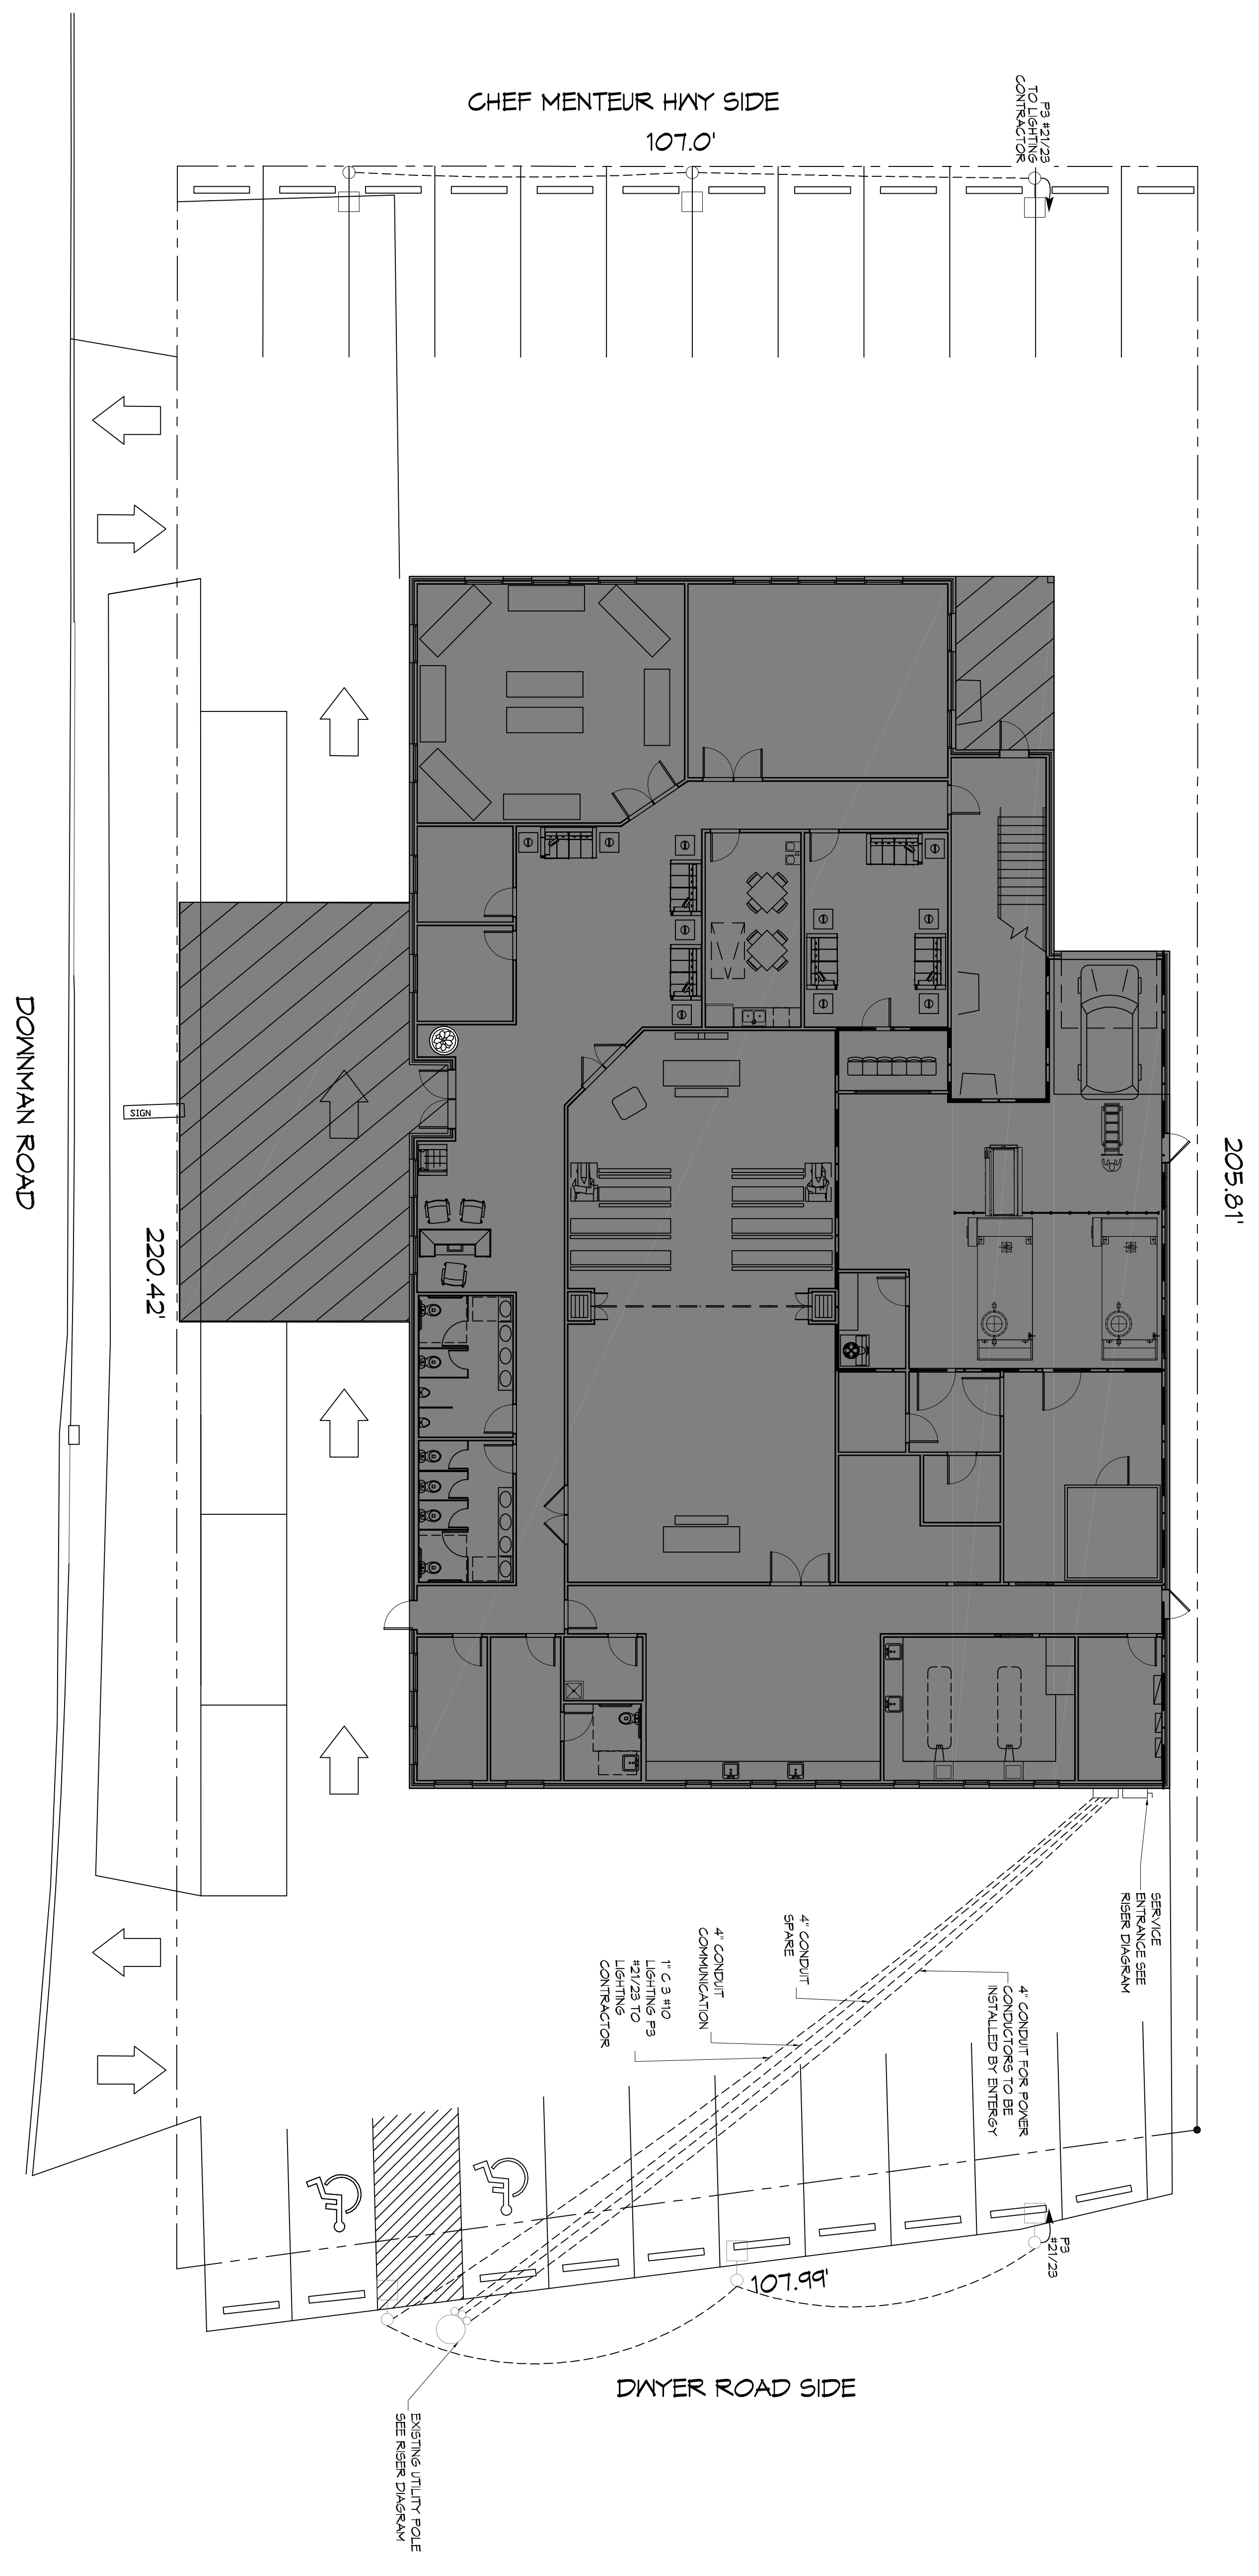 CHEF MENTEUR HWY SIDE
107.0'
P3 #21/23
TO LIGHTING
CONTRACTOR
DOWNMAN ROAD
SIGN
220.42'
205.81'
SERVICE
ENTRANCE SEE
RISER DIAGRAM
4" CONDUIT
SPARE
4" CONDUIT
COMMUNICATION
1" C 3 #10
LIGHTING P3
#21/23 TO
LIGHTING
CONTRACTOR
4" CONDUIT FOR POWER
CONDUCTORS TO BE
INSTALLED BY ENTERGY
P3
#21/23
107.99'
DWYER ROAD SIDE
EXISTING UTILITY POLE
SEE RISER DIAGRAM